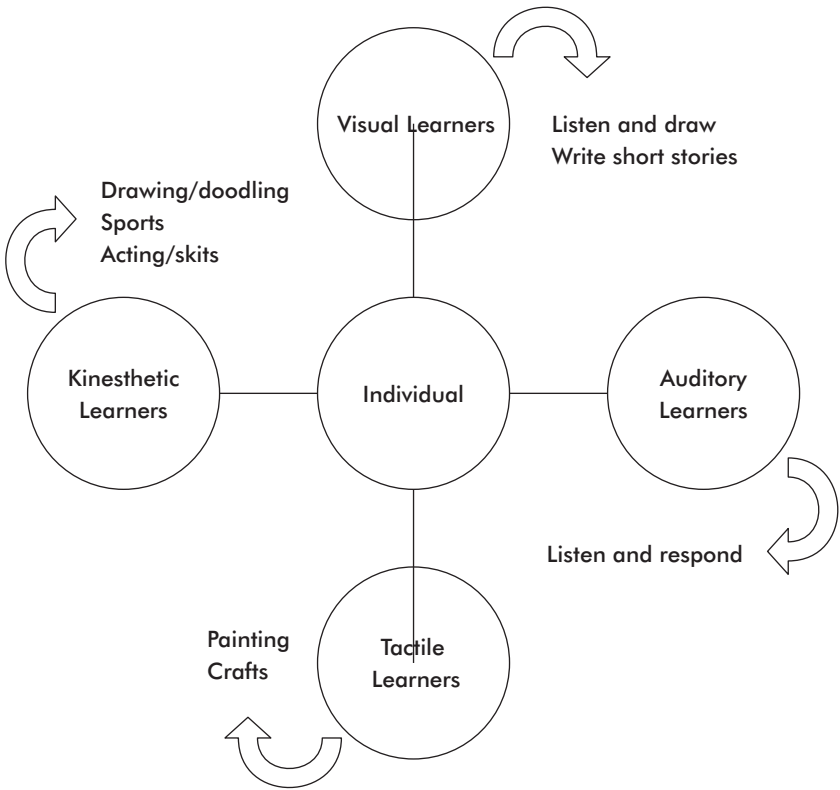 Visual Learners
Listen and draw
Write short stories
Drawing/doodling
Sports
Acting/skits
Kinesthetic
Learners
Individual
Auditory
Learners
Listen and respond
Painting
Crafts
Tactile
Learners